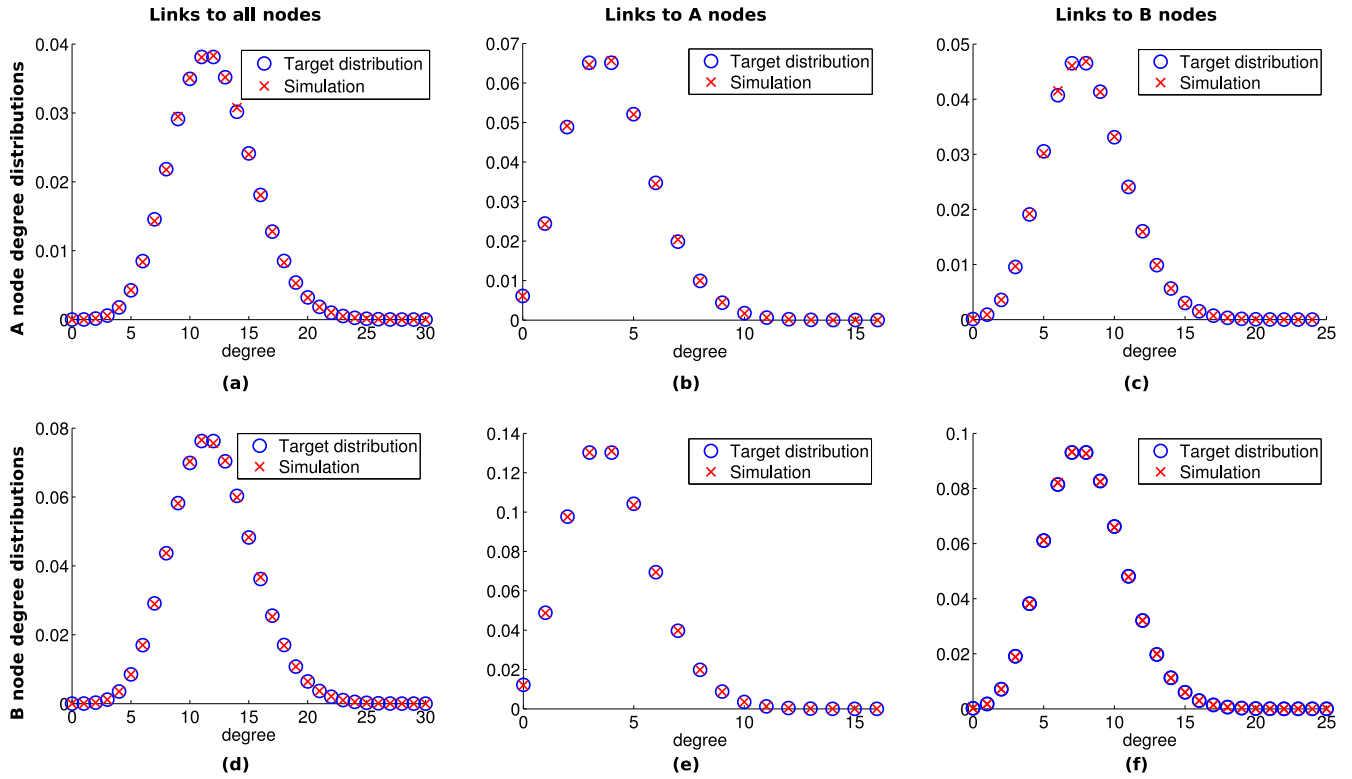 Links to all nodes
Links to A nodes
Links to B nodes
A node degree distributions
0.04
0.03
0.02
0.01
0
Target distribution
Simulation
0 5 10 15 20 25 30
degree
(a)
0.07
0.06
0.05
0.04
0.03
0.02
0.01
0
Target distribution
Simulation
0 5 10 15
degree
(b)
0.05
0.04
0.03
0.02
0.01
0
Target distribution
Simulation
0 5 10 15 20 25
degree
(c)
B node degree distributions
0.08
0.06
0.04
0.02
0
Target distribution
Simulation
0 5 10 15 20 25 30
degree
(d)
0.14
0.12
0.1
0.08
0.06
0.04
0.02
0
Target distribution
Simulation
0 5 10 15
degree
(e)
0.1
0.08
0.06
0.04
0.02
0
Target distribution
Simulation
0 5 10 15 20 25
degree
(f)